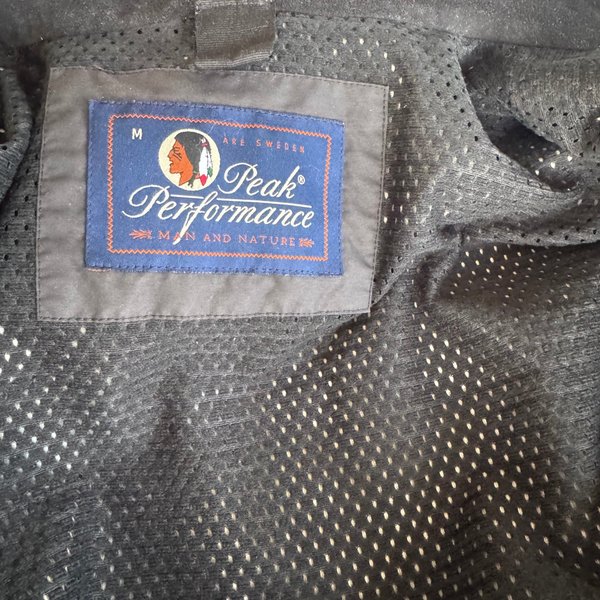 M
ÅRE SWEDEN
Peak®
Performance
MAN AND NATURE